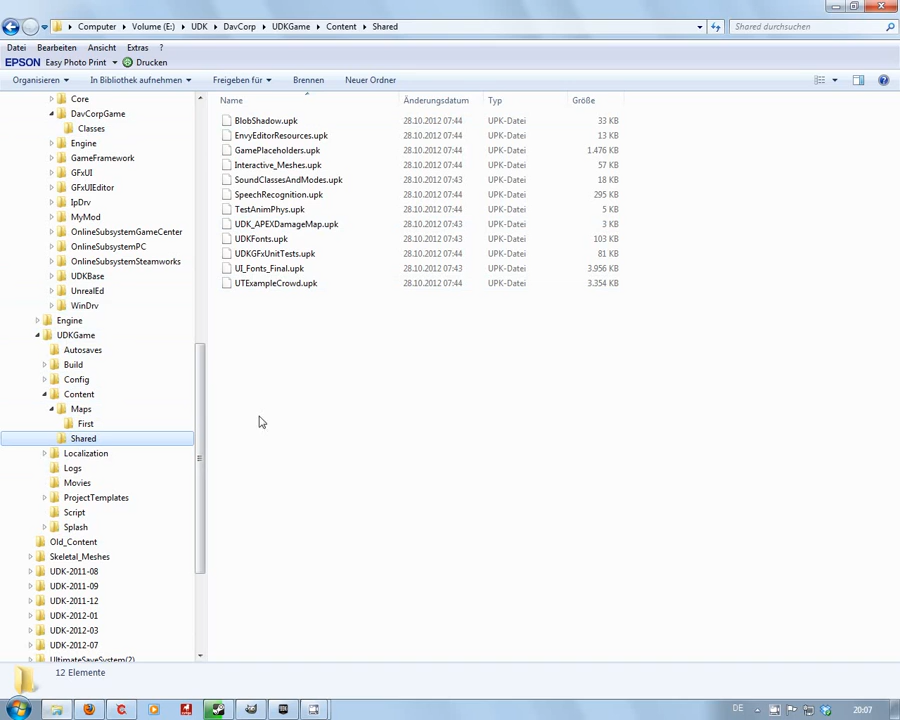 Computer ▸ Volume (E:) ▸ UDK ▸ DavCorp ▸ UDKGame ▸ Content ▸ Shared
Shared durchsuchen
Datei Bearbeiten Ansicht Extras ?
EPSON Easy Photo Print Drucken
Organisieren In Bibliothek aufnehmen Freigeben für Brennen Neuer Ordner
Name Änderungsdatum Typ Größe
Core
DavCorpGame
Classes
Engine
GameFramework
GFxUI
GFxUIEditor
IpDrv
MyMod
OnlineSubsystemGameCenter
OnlineSubsystemPC
OnlineSubsystemSteamworks
UDKBase
UnrealEd
WinDrv
Engine
UDKGame
Autosaves
Build
Config
Content
Maps
First
Shared
Localization
Logs
Movies
ProjectTemplates
Script
Splash
Old_Content
Skeletal_Meshes
UDK-2011-08
UDK-2011-09
UDK-2011-12
UDK-2012-01
UDK-2012-03
UDK-2012-07
UltimateSaveSystem(2)
BlobShadow.upk 28.10.2012 07:44 UPK-Datei 33 KB
EnvyEditorResources.upk 28.10.2012 07:44 UPK-Datei 13 KB
GamePlaceholders.upk 28.10.2012 07:44 UPK-Datei 1.476 KB
Interactive_Meshes.upk 28.10.2012 07:44 UPK-Datei 57 KB
SoundClassesAndModes.upk 28.10.2012 07:43 UPK-Datei 18 KB
SpeechRecognition.upk 28.10.2012 07:44 UPK-Datei 295 KB
TestAnimPhys.upk 28.10.2012 07:44 UPK-Datei 5 KB
UDK_APEXDamageMap.upk 28.10.2012 07:43 UPK-Datei 3 KB
UDKFonts.upk 28.10.2012 07:43 UPK-Datei 103 KB
UDKGFxUnitTests.upk 28.10.2012 07:44 UPK-Datei 81 KB
UI_Fonts_Final.upk 28.10.2012 07:43 UPK-Datei 3.956 KB
UTExampleCrowd.upk 28.10.2012 07:44 UPK-Datei 3.354 KB
12 Elemente
DE 20:07